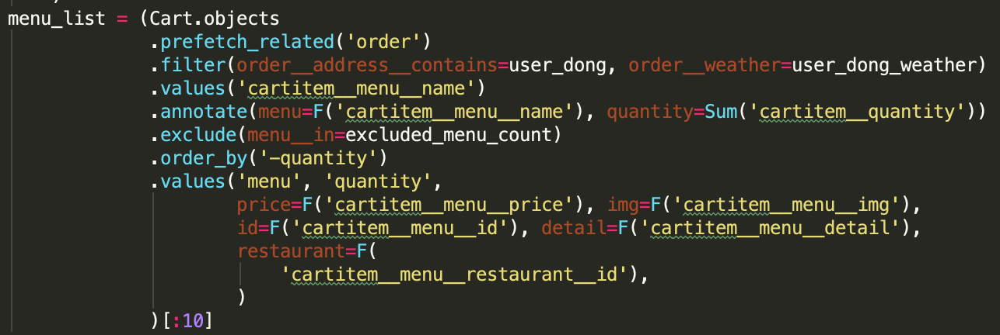 menu_list = (Cart.objects
.prefetch_related('order')
.filter(order__address__contains=user_dong, order__weather=user_dong_weather)
.values('cartitem__menu__name')
.annotate(menu=F('cartitem__menu__name'), quantity=Sum('cartitem__quantity'))
.exclude(menu__in=excluded_menu_count)
.order_by('-quantity')
.values('menu', 'quantity',
price=F('cartitem__menu__price'), img=F('cartitem__menu__img'),
id=F('cartitem__menu__id'), detail=F('cartitem__menu__detail'),
restaurant=F(
'cartitem__menu__restaurant__id'),
)
)[:10]